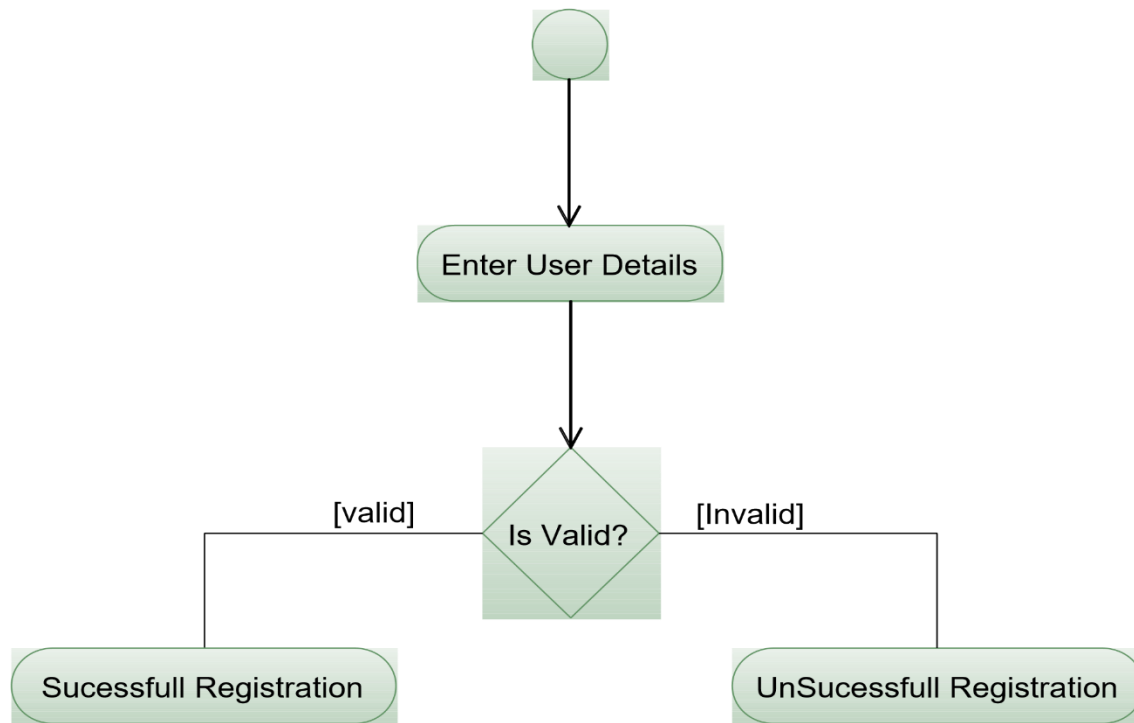 Enter User Details
[valid]
[Invalid]
Is Valid?
Sucessfull Registration
UnSucessfull Registration